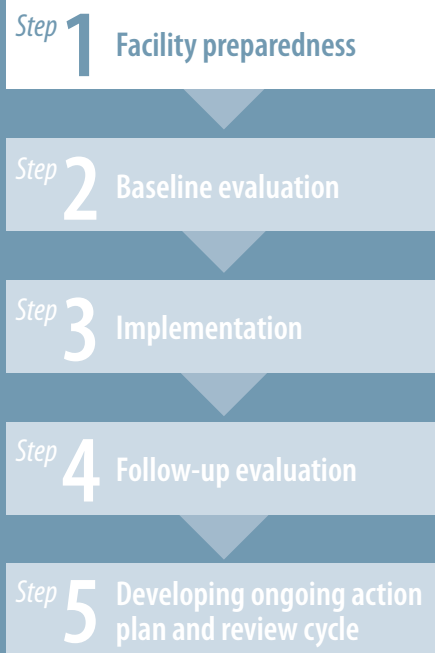 Step 1 Facility preparedness
Step 2 Baseline evaluation
Step 3 Implementation
Step 4 Follow-up evaluation
Step 5 Developing ongoing action
plan and review cycle